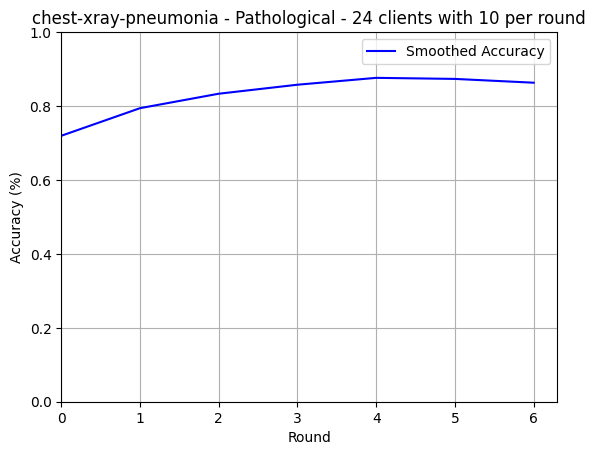 chest-xray-pneumonia - Pathological - 24 clients with 10 per round
Smoothed Accuracy
Accuracy (%)
1.0
0.8
0.6
0.4
0.2
0.0
0 1 2 3 4 5 6
Round